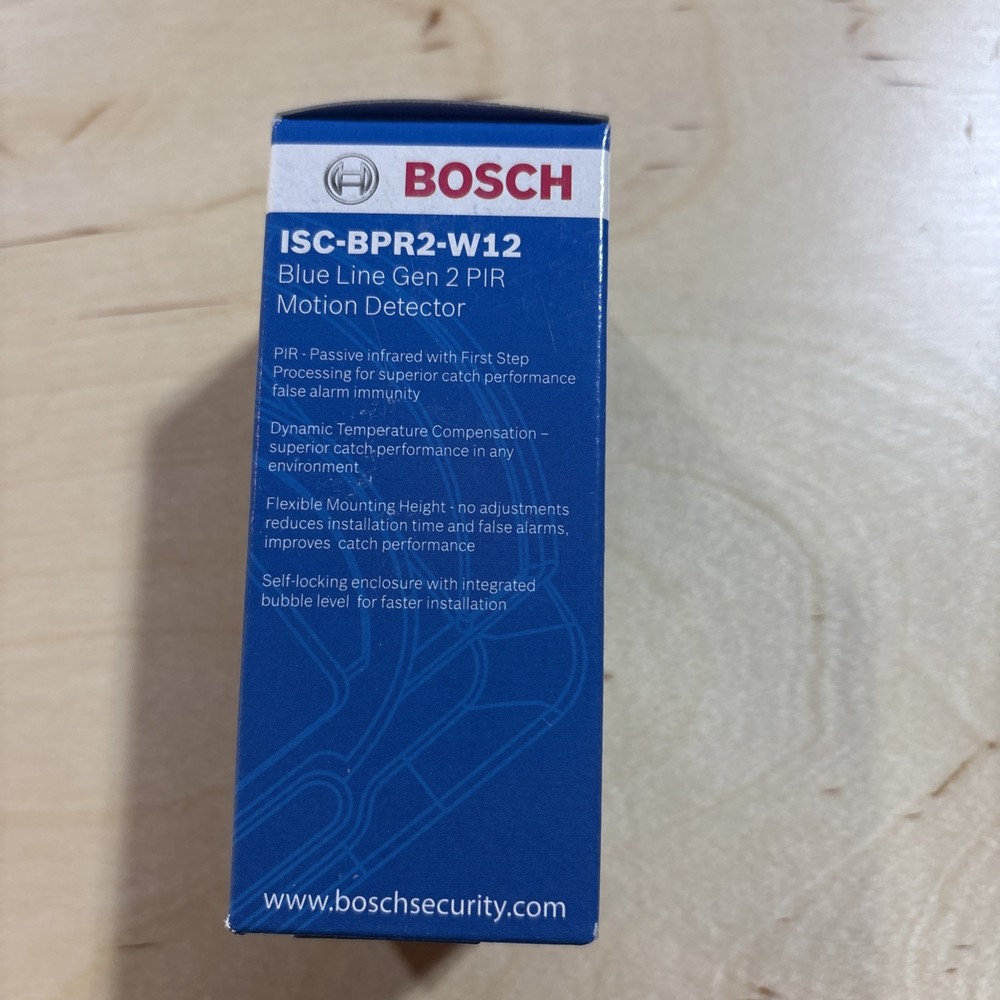 BOSCH
ISC-BPR2-W12
Blue Line Gen 2 PIR
Motion Detector
PIR - Passive infrared with First Step
Processing for superior catch performance
false alarm immunity
Dynamic Temperature Compensation –
superior catch performance in any
environment
Flexible Mounting Height - no adjustments
reduces installation time and false alarms,
improves catch performance
Self-locking enclosure with integrated
bubble level for faster installation
www.boschsecurity.com